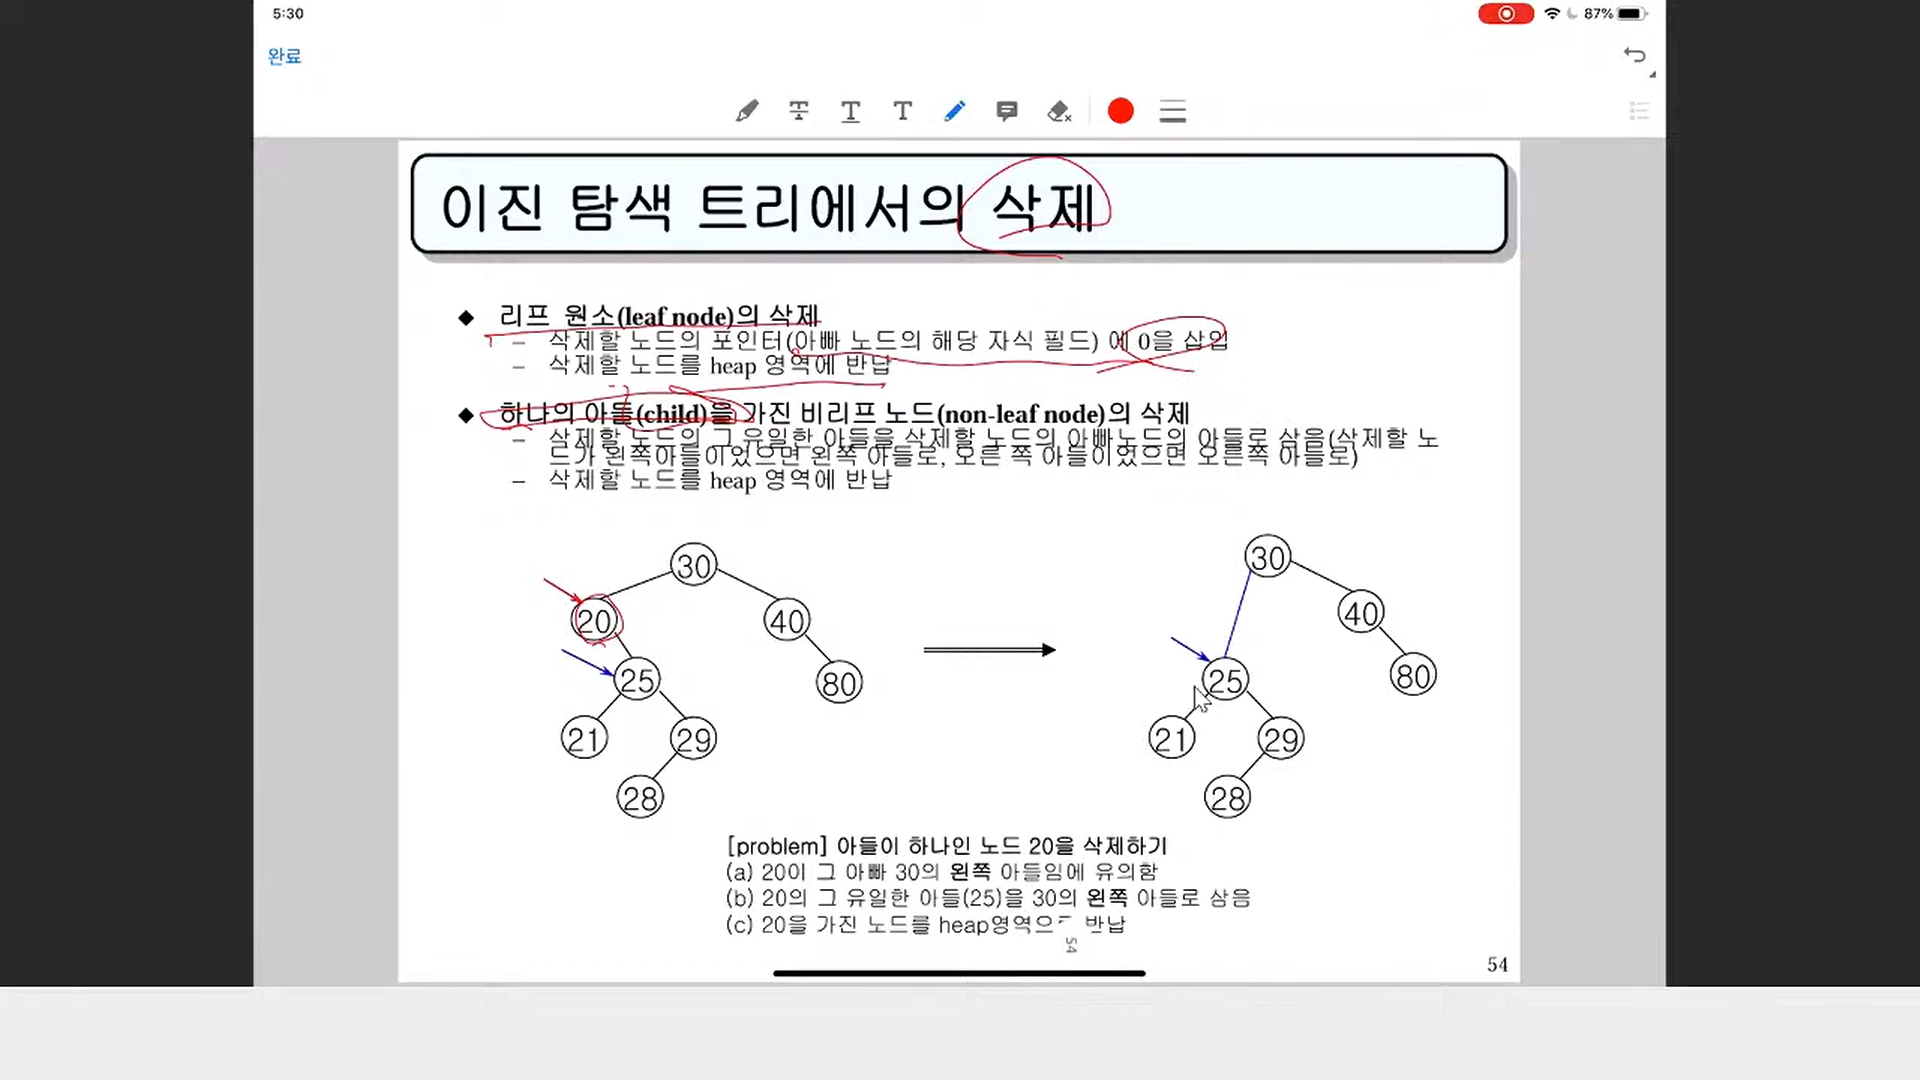 5:30
87%
완료
이진 탐색 트리에서의 삭제
◆ 리프 원소(leaf node)의 삭제
– 삭제할 노드의 포인터(아빠 노드의 해당 자식 필드) 에 0을 삽입
– 삭제할 노드를 heap 영역에 반납
◆ 하나의 아들(child)을 가진 비리프 노드(non-leaf node)의 삭제
– 삭제할 노드의 그 유일한 아들을 삭제할 노드의 아빠노드의 아들로 삼음(삭제할 노
드가 왼쪽아들이었으면 왼쪽 아들로, 오른 쪽 아들이었으면 오른쪽 아들로)
– 삭제할 노드를 heap 영역에 반납
30
20
40
25
80
21
29
28
30
40
25
80
21
29
28
[problem] 아들이 하나인 노드 20을 삭제하기
(a) 20이 그 아빠 30의 왼쪽 아들임에 유의함
(b) 20의 그 유일한 아들(25)을 30의 왼쪽 아들로 삼음
(c) 20을 가진 노드를 heap영역으 반납
54
54